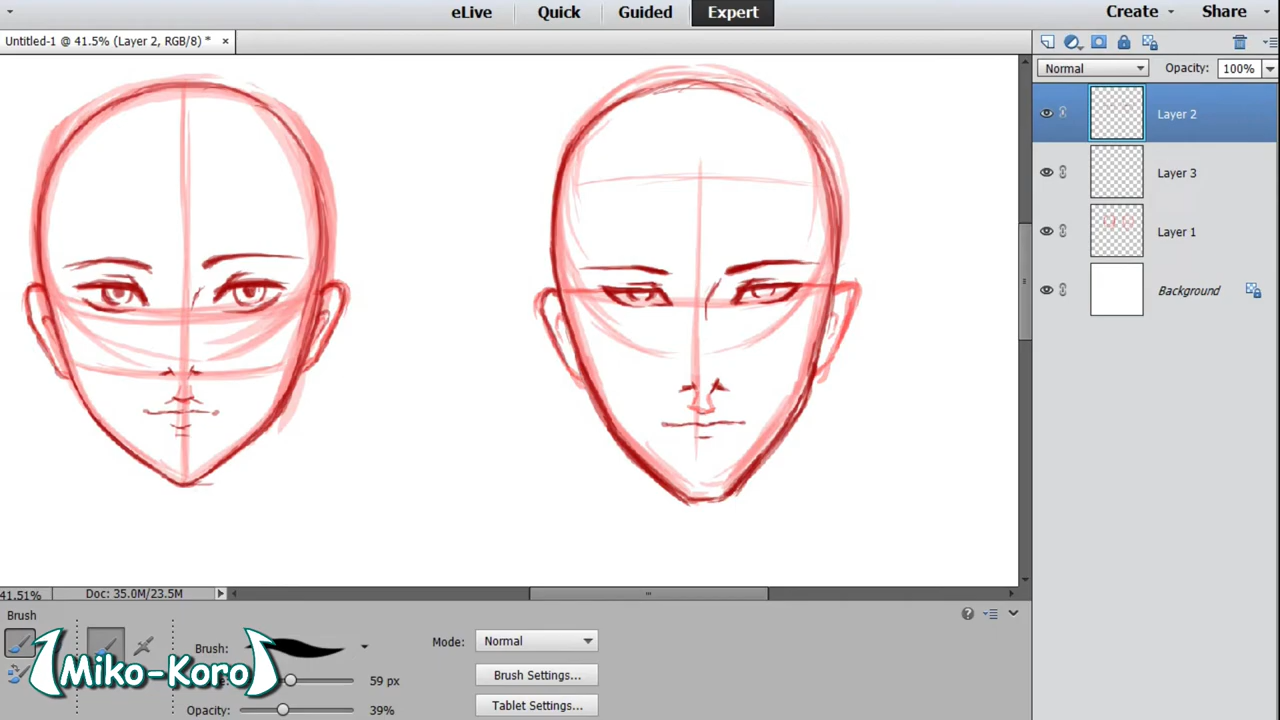 eLive Quick Guided Expert Create Share
Untitled-1 @ 41.5% (Layer 2, RGB/8) * ×
Normal Opacity: 100%
Layer 2
Layer 3
Layer 1
Background
41,51% Doc: 35.0M/23.5M
Brush
Brush: Mode: Normal
Miko-Koro
59 px Brush Settings...
Opacity: 39% Tablet Settings...